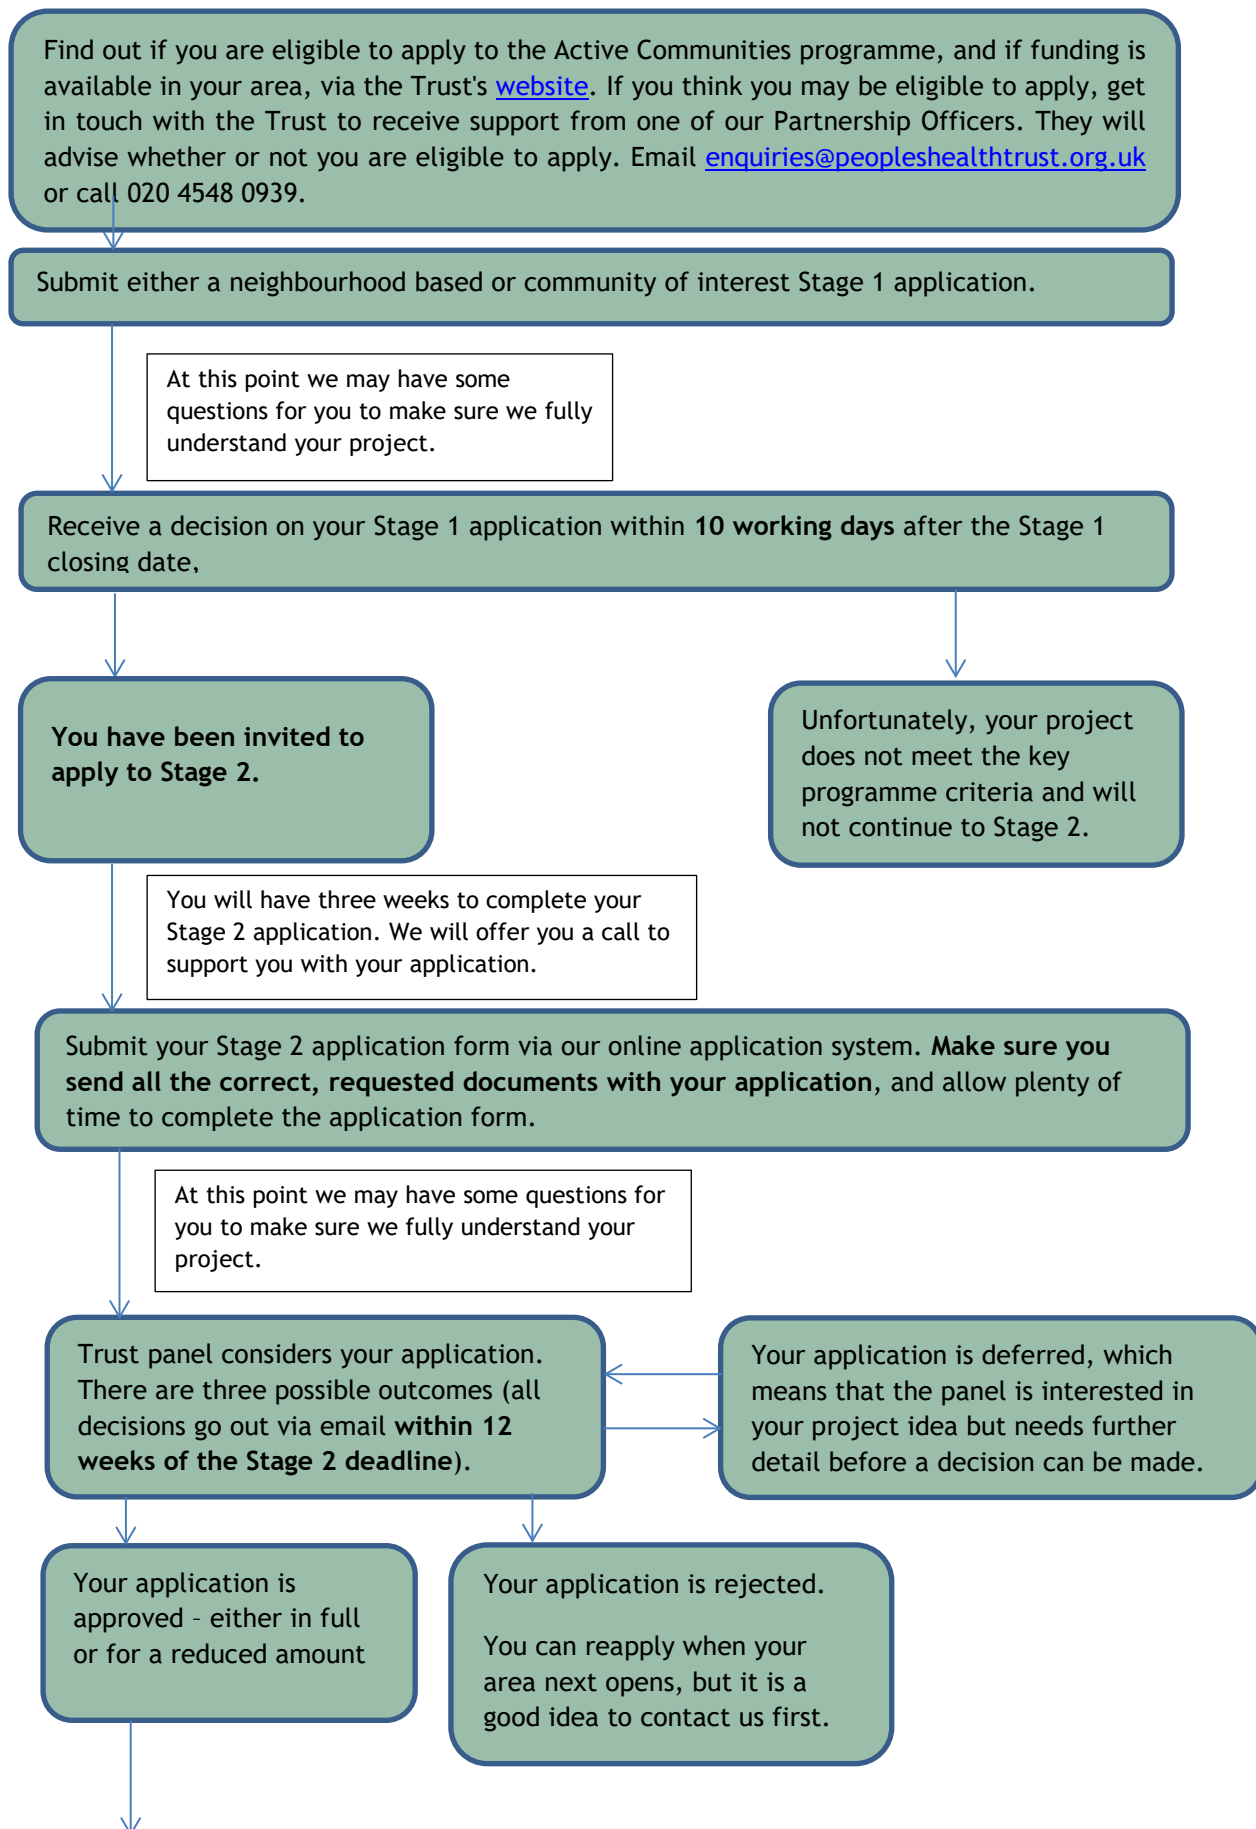 Find out if you are eligible to apply to the Active Communities programme, and if funding is
available in your area, via the Trust's website. If you think you may be eligible to apply, get
in touch with the Trust to receive support from one of our Partnership Officers. They will
advise whether or not you are eligible to apply. Email enquiries@peopleshealthtrust.org.uk
or call 020 4548 0939.
Submit either a neighbourhood based or community of interest Stage 1 application.
At this point we may have some
questions for you to make sure we fully
understand your project.
Receive a decision on your Stage 1 application within 10 working days after the Stage 1
closing date,
You have been invited to
apply to Stage 2.
Unfortunately, your project
does not meet the key
programme criteria and will
not continue to Stage 2.
You will have three weeks to complete your
Stage 2 application. We will offer you a call to
support you with your application.
Submit your Stage 2 application form via our online application system. Make sure you
send all the correct, requested documents with your application, and allow plenty of
time to complete the application form.
At this point we may have some questions for
you to make sure we fully understand your
project.
Trust panel considers your application.
There are three possible outcomes (all
decisions go out via email within 12
weeks of the Stage 2 deadline).
Your application is deferred, which
means that the panel is interested in
your project idea but needs further
detail before a decision can be made.
Your application is
approved – either in full
or for a reduced amount
Your application is rejected.
You can reapply when your
area next opens, but it is a
good idea to contact us first.